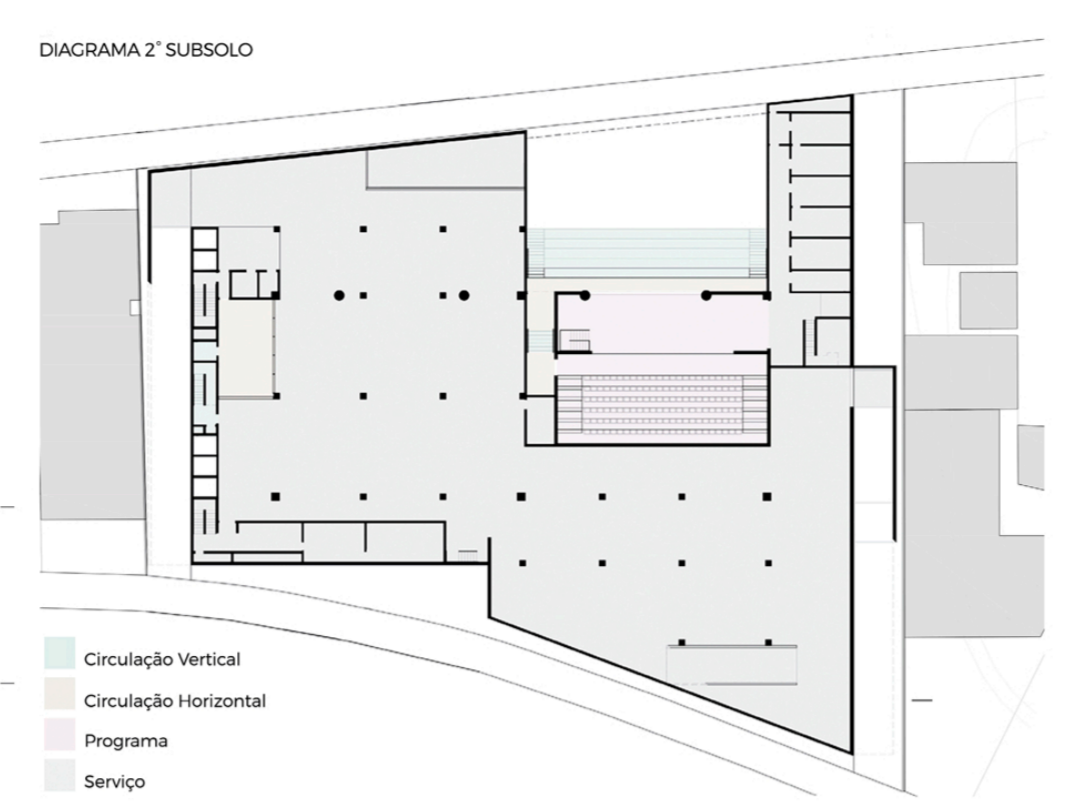 DIAGRAMA 2° SUBSOLO
Circulação Vertical
Circulação Horizontal
Programa
Serviço